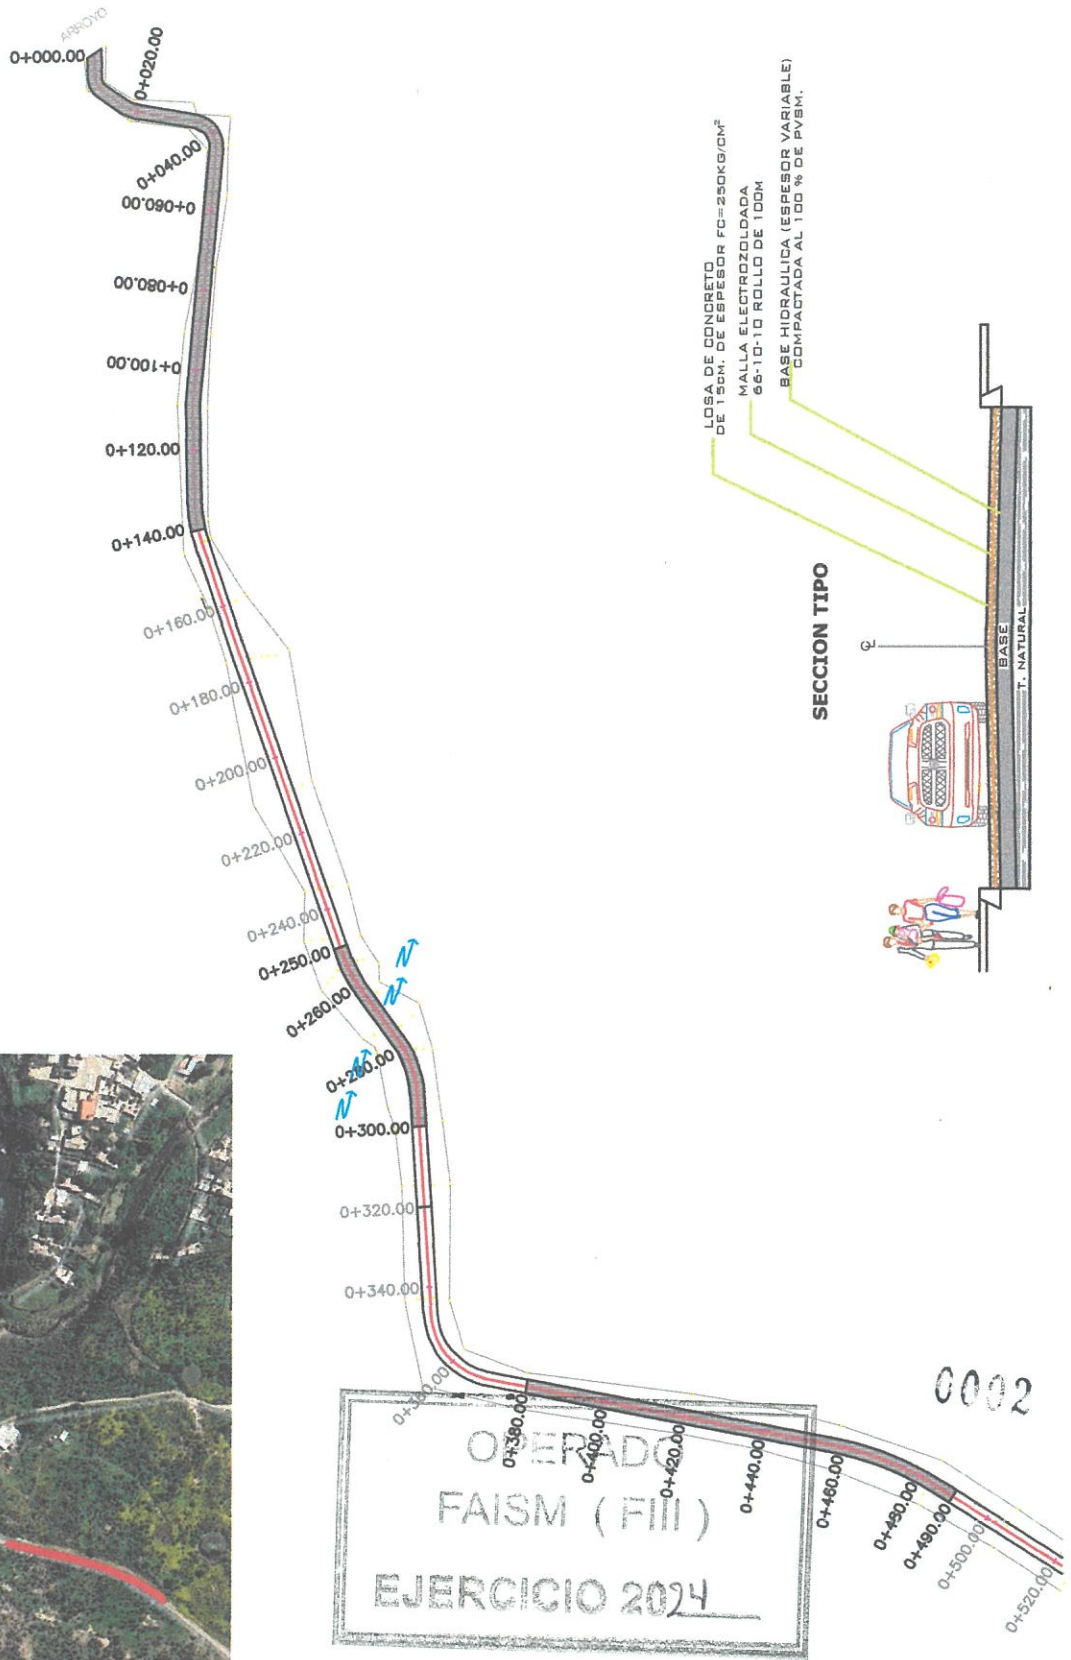 ARROYO
0+000.00
0+020.00
0+040.00
0+060.00
0+080.00
0+100.00
0+120.00
0+140.00
0+160.00
0+180.00
0+200.00
0+220.00
0+240.00
0+250.00
0+260.00
0+280.00
0+300.00
0+320.00
0+340.00
0+360.00
0+380.00
0+400.00
0+420.00
0+440.00
0+460.00
0+480.00
0+490.00
0+500.00
0+520.00
N
N
N
N
LOSA DE CONCRETO
DE 15CM. DE ESPESOR FC=250KG/CM²
MALLA ELECTROZOLDADA
66-10-10 ROLLO DE 100M
BASE HIDRAULICA (ESPESOR VARIABLE)
COMPACTADA AL 100 % DE PVSM.
SECCION TIPO
BASE
T. NATURAL
0002
OPERADO
FAISM ( FIII )
EJERCICIO 2024